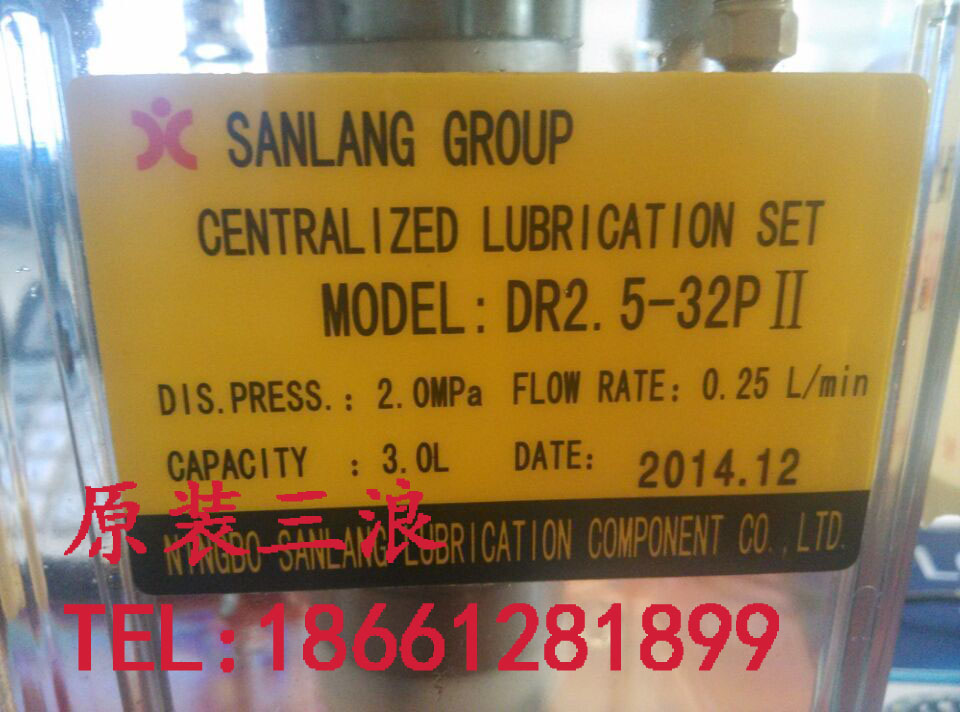 SANLANG GROUP
CENTRALIZED LUBRICATION SET
MODEL: DR2.5-32PⅡ
DIS.PRESS.: 2.0MPa FLOW RATE: 0.25 L/min
CAPACITY : 3.0L DATE: 2014.12
原装三浪
NINGBO SANLANG LUBRICATION COMPONENT CO.,LTD.
TEL:18661281899